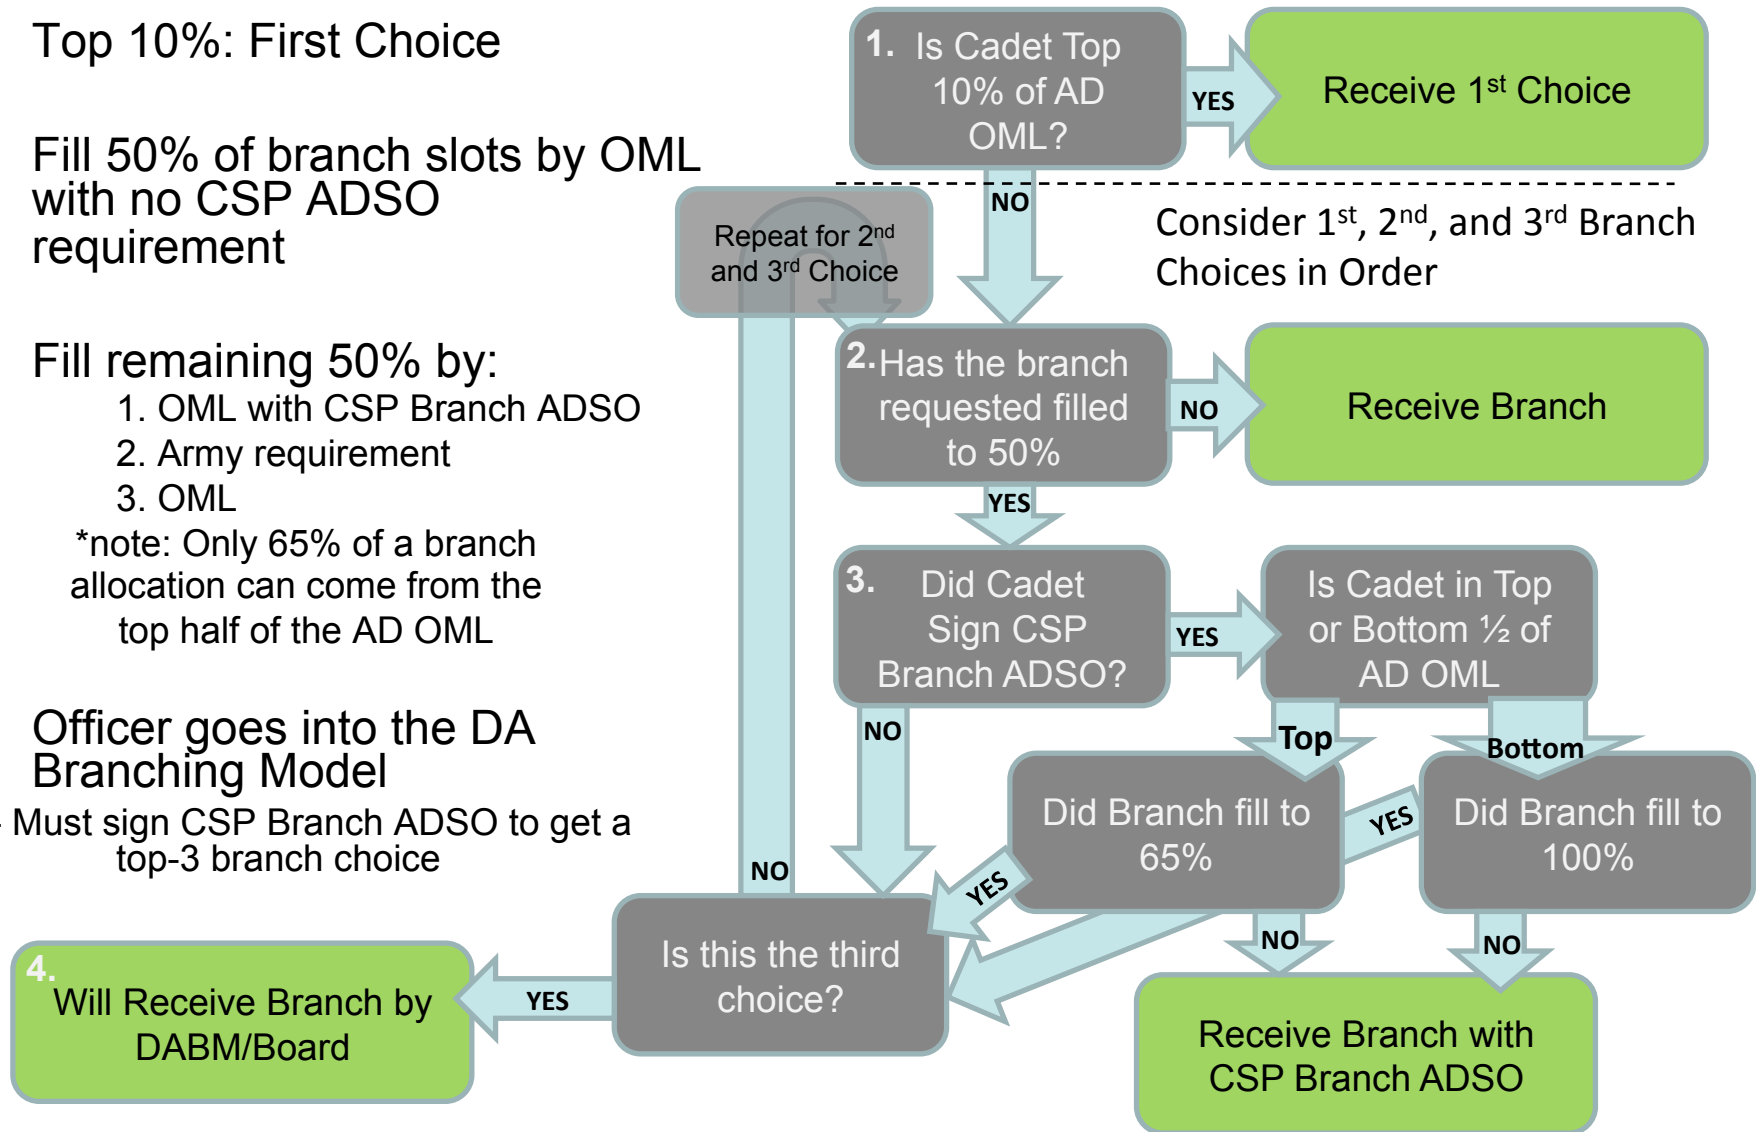 Top 10%: First Choice
Fill 50% of branch slots by OML
with no CSP ADSO
requirement
Fill remaining 50% by:
1. OML with CSP Branch ADSO
2. Army requirement
3. OML
*note: Only 65% of a branch
allocation can come from the
top half of the AD OML
Officer goes into the DA
Branching Model
- Must sign CSP Branch ADSO to get a
top-3 branch choice
1. Is Cadet Top
10% of AD
OML?
YES
Receive 1st Choice
NO
Consider 1st, 2nd, and 3rd Branch
Choices in Order
Repeat for 2nd
and 3rd Choice
2. Has the branch
requested filled
to 50%
NO
Receive Branch
YES
3. Did Cadet
Sign CSP
Branch ADSO?
YES
Is Cadet in Top
or Bottom ½ of
AD OML
NO
Top
Bottom
Did Branch fill to
65%
YES
Did Branch fill to
100%
YES
NO
NO
NO
Is this the third
choice?
YES
4.
Will Receive Branch by
DABM/Board
Receive Branch with
CSP Branch ADSO